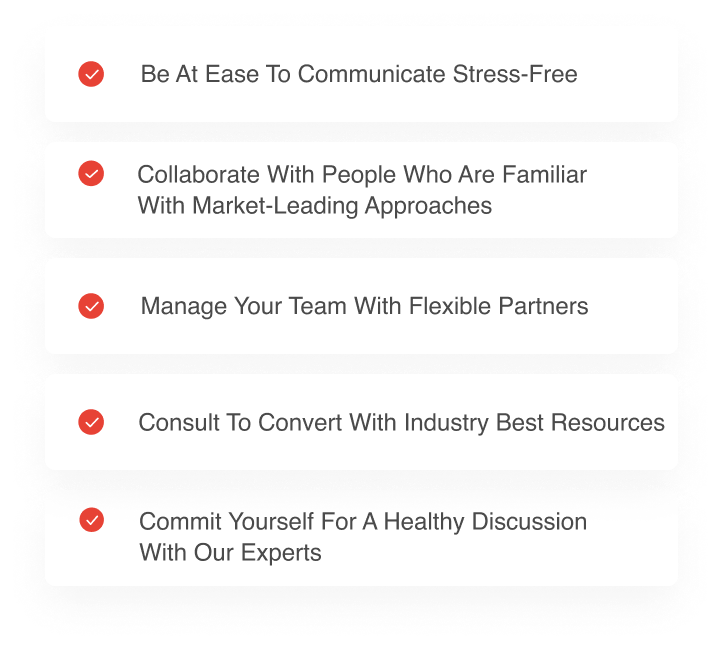 Be At Ease To Communicate Stress-Free
Collaborate With People Who Are Familiar
With Market-Leading Approaches
Manage Your Team With Flexible Partners
Consult To Convert With Industry Best Resources
Commit Yourself For A Healthy Discussion
With Our Experts